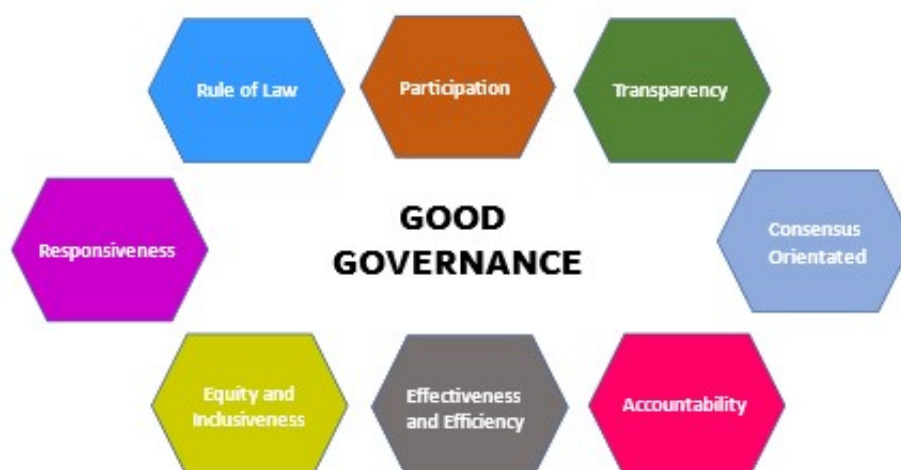 Rule of Law
Participation
Transparency
Responsiveness
GOOD
GOVERNANCE
Consensus
Orientated
Equity and
Inclusiveness
Effectiveness
and Efficiency
Accountability